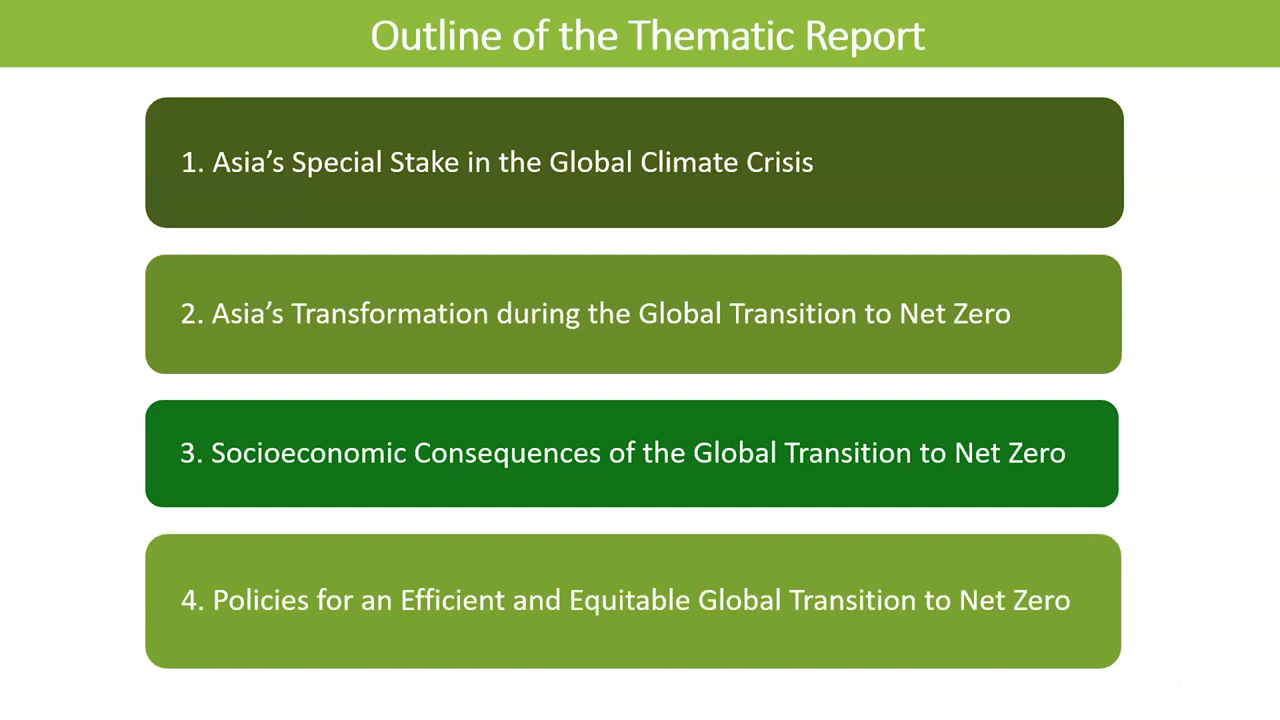 Outline of the Thematic Report
1. Asia’s Special Stake in the Global Climate Crisis
2. Asia’s Transformation during the Global Transition to Net Zero
3. Socioeconomic Consequences of the Global Transition to Net Zero
4. Policies for an Efficient and Equitable Global Transition to Net Zero